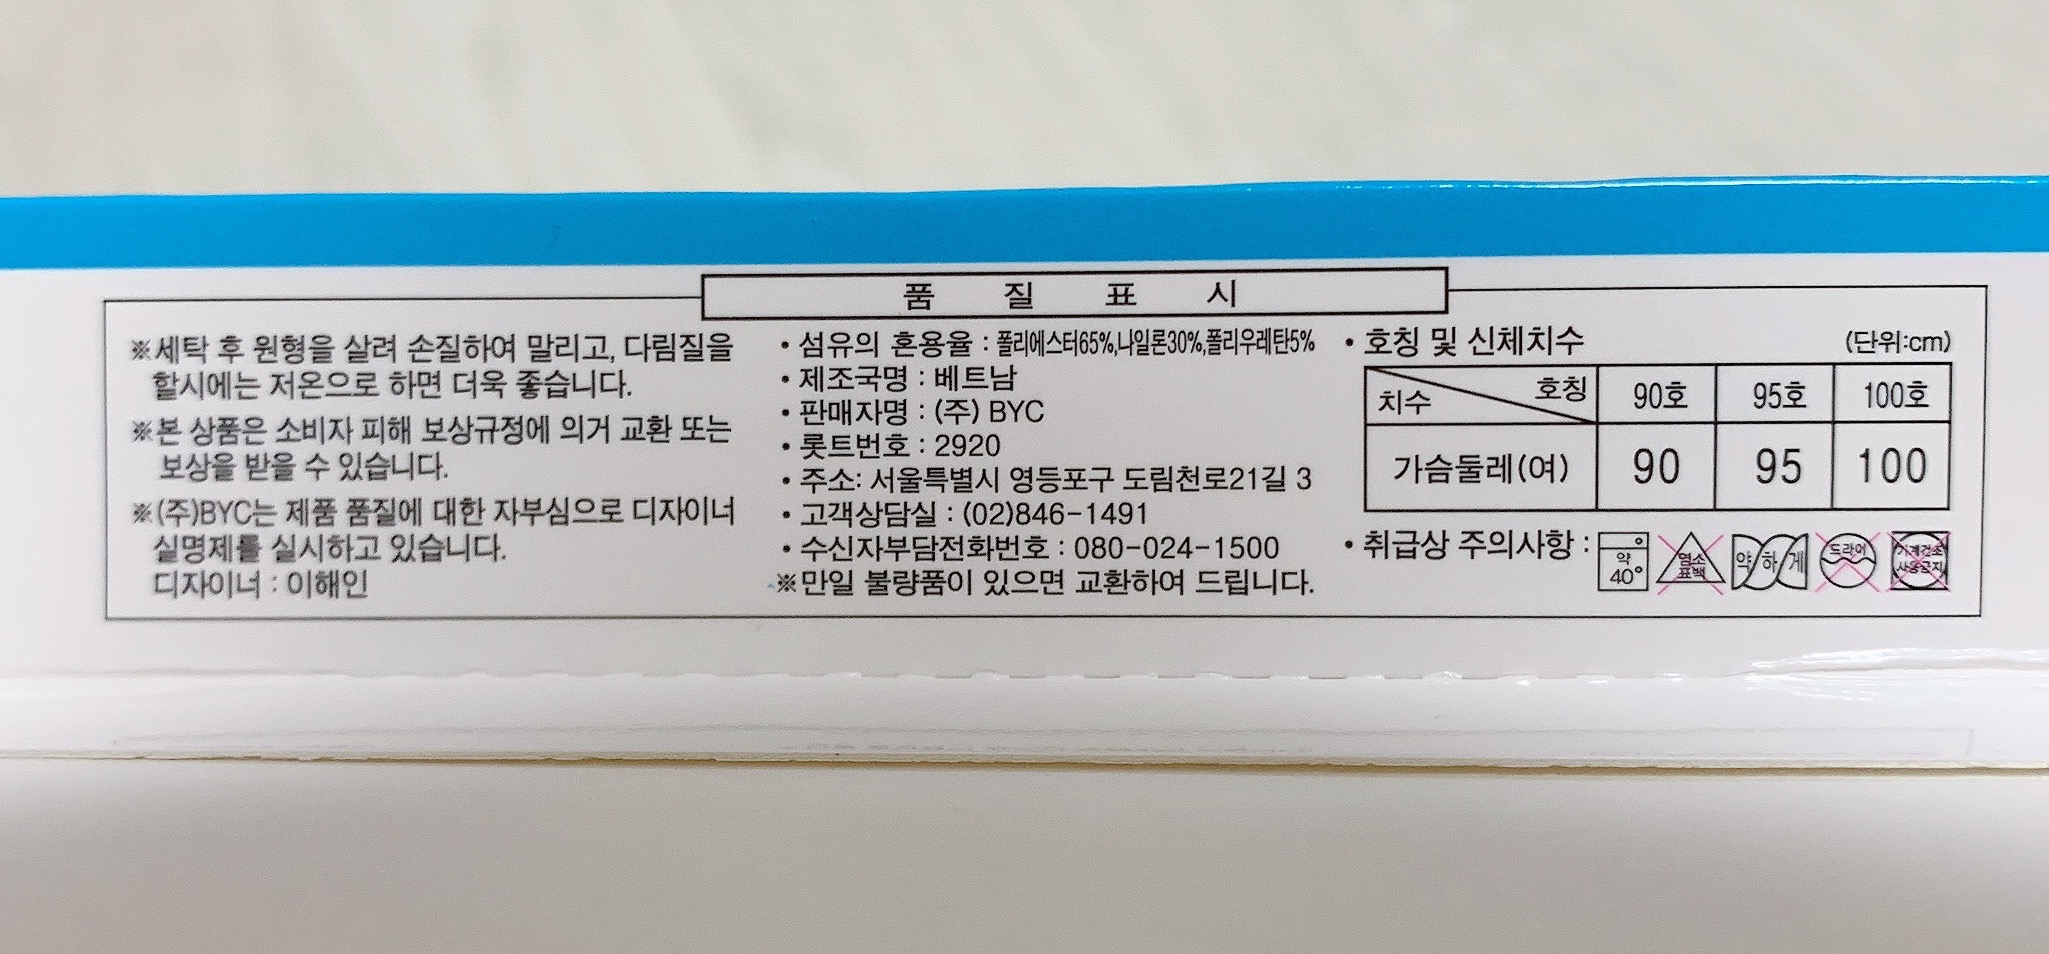 품 질 표 시
※세탁 후 원형을 살려 손질하여 말리고, 다림질을
할시에는 저온으로 하면 더욱 좋습니다.
※본 상품은 소비자 피해 보상규정에 의거 교환 또는
보상을 받을 수 있습니다.
※(주)BYC는 제품 품질에 대한 자부심으로 디자이너
실명제를 실시하고 있습니다.
디자이너 : 이해인
• 섬유의 혼용율 : 폴리에스터65%,나일론30%,폴리우레탄5%
• 제조국명 : 베트남
• 판매자명 : (주) BYC
• 롯트번호 : 2920
• 주소: 서울특별시 영등포구 도림천로21길 3
• 고객상담실 : (02)846-1491
• 수신자부담전화번호 : 080-024-1500
※만일 불량품이 있으면 교환하여 드립니다.
• 호칭 및 신체치수 (단위:cm)
치수 호칭 90호 95호 100호
가슴둘레(여) 90 95 100
• 취급상 주의사항 :
약
40°
염소
표백
약하게
드라이
기계건조
사용금지